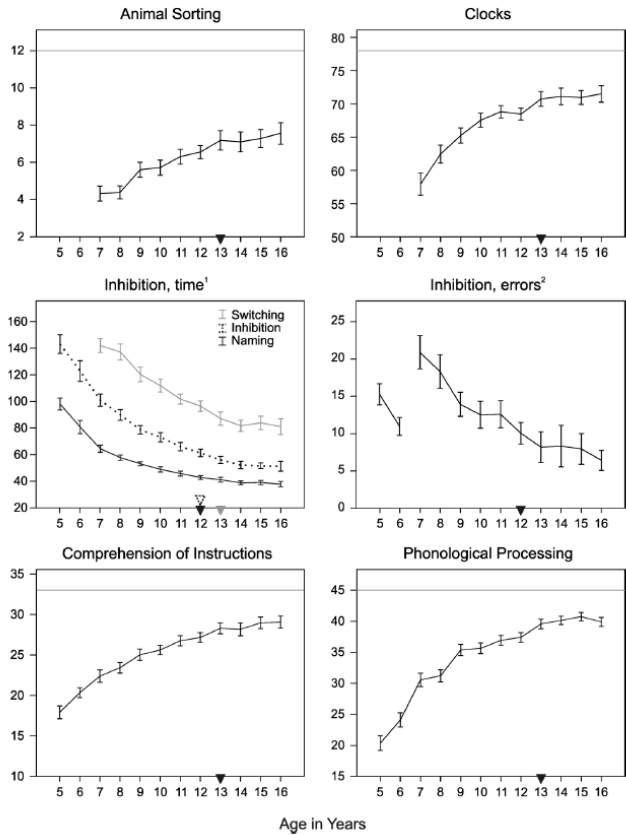 Animal Sorting
12
10
8
6
4
2
5 6 7 8 9 10 11 12 13 14 15 16
Clocks
80
75
70
65
60
55
50
5 6 7 8 9 10 11 12 13 14 15 16
Inhibition, time¹
160
140
120
100
80
60
40
20
Switching
Inhibition
Naming
5 6 7 8 9 10 11 12 13 14 15 16
Inhibition, errors²
25
20
15
10
5
0
5 6 7 8 9 10 11 12 13 14 15 16
Comprehension of Instructions
35
30
25
20
15
10
5 6 7 8 9 10 11 12 13 14 15 16
Phonological Processing
45
40
35
30
25
20
15
5 6 7 8 9 10 11 12 13 14 15 16
Age in Years